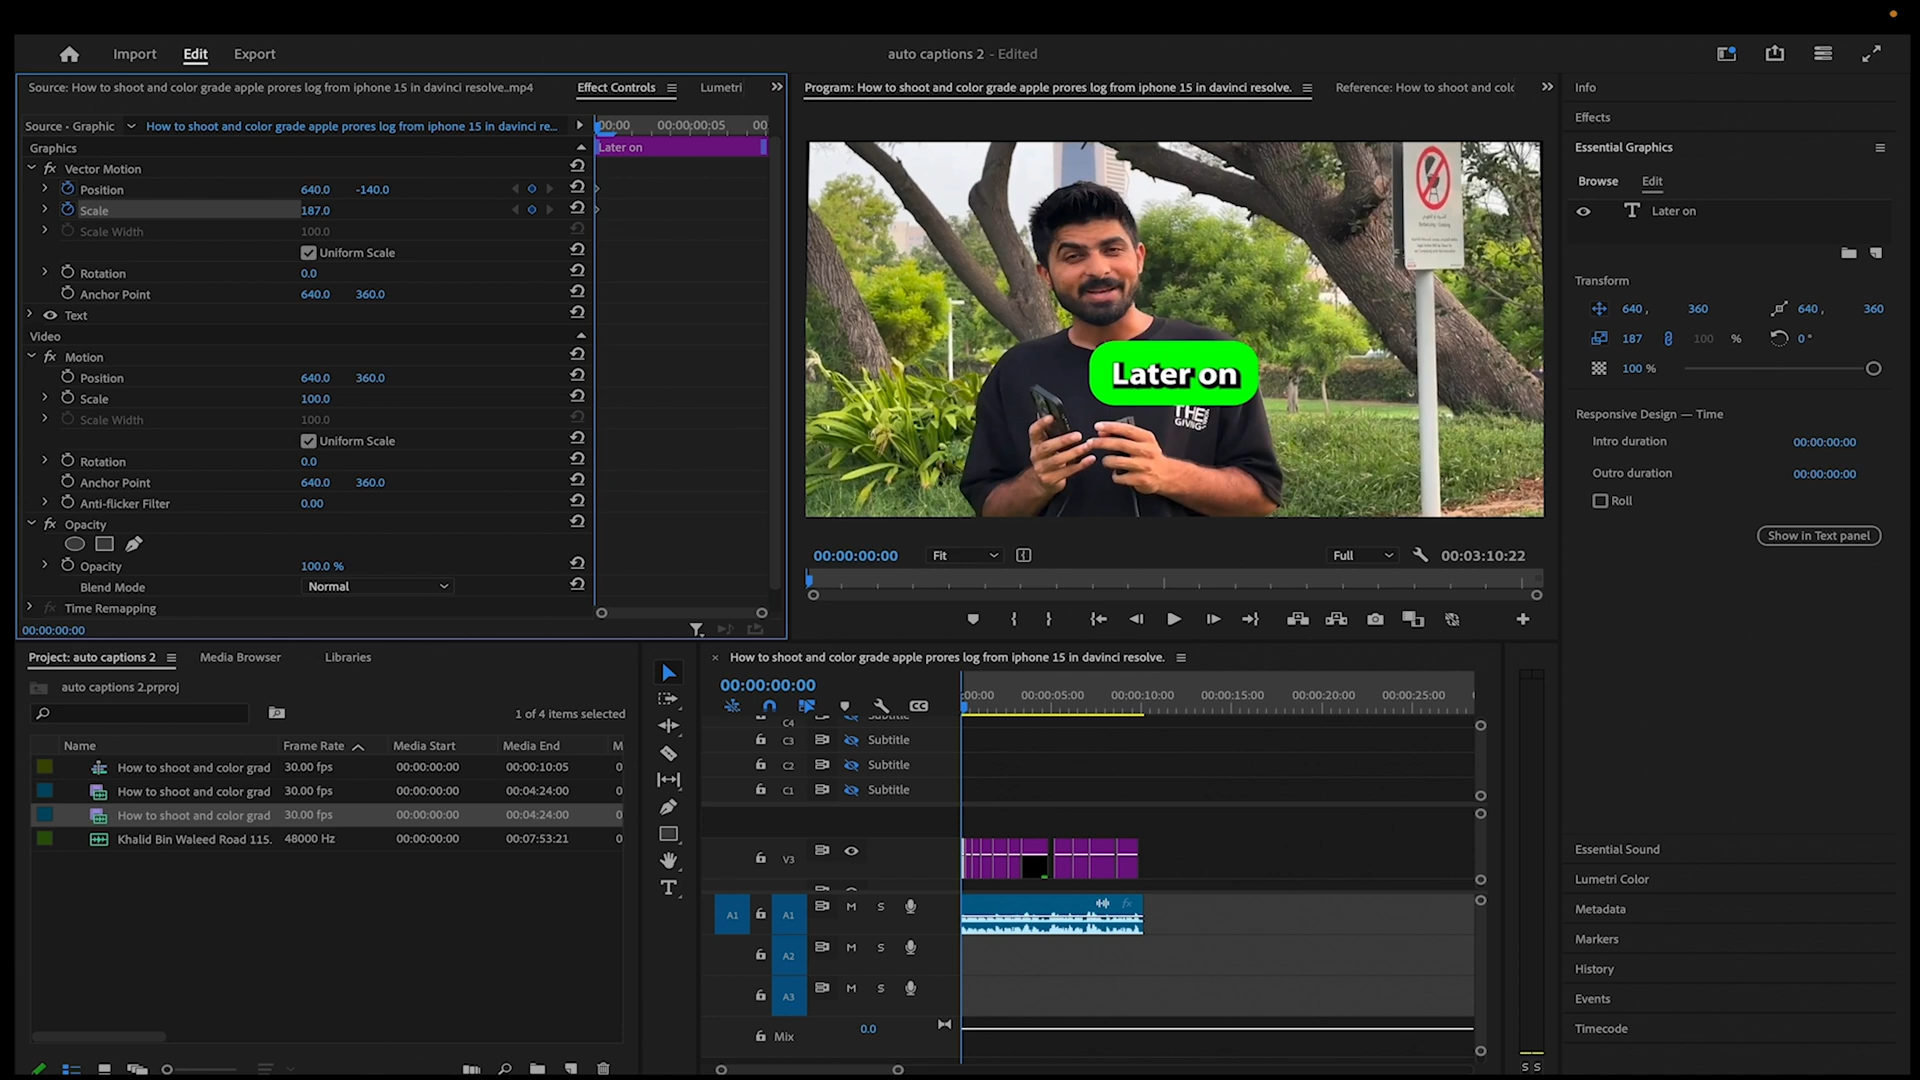 Import Edit Export
auto captions 2 - Edited
Source: How to shoot and color grade apple prores log from iphone 15 in davinci resolve..mp4 Effect Controls Lumetri
Source - Graphic How to shoot and color grade apple prores log from iphone 15 in davinci re...
:00:00 00:00:00:05 00
Graphics Later on
fx Vector Motion
Position 640.0 -140.0
Scale 187.0
Scale Width 100.0
Uniform Scale
Rotation 0.0
Anchor Point 640.0 360.0
Text
Video
fx Motion
Position 640.0 360.0
Scale 100.0
Scale Width 100.0
Uniform Scale
Rotation 0.0
Anchor Point 640.0 360.0
Anti-flicker Filter 0.00
fx Opacity
Opacity 100.0 %
Blend Mode Normal
fx Time Remapping
00:00:00:00
Program: How to shoot and color grade apple prores log from iphone 15 in davinci resolve. Reference: How to shoot and colo
Later on
THE
GIVING
00:00:00:00 Fit Full 00:03:10:22
Info
Effects
Essential Graphics
Browse Edit
T Later on
Transform
640 , 360 640 , 360
187 100 % 0 °
100 %
Responsive Design — Time
Intro duration 00:00:00:00
Outro duration 00:00:00:00
Roll
Show in Text panel
Essential Sound
Lumetri Color
Metadata
Markers
History
Events
Timecode
Project: auto captions 2 Media Browser Libraries
auto captions 2.prproj
1 of 4 items selected
Name Frame Rate Media Start Media End M
How to shoot and color grad 30.00 fps 00:00:00:00 00:00:10:05 0
How to shoot and color grad 30.00 fps 00:00:00:00 00:04:24:00 0
How to shoot and color grad 30.00 fps 00:00:00:00 00:04:24:00 0
Khalid Bin Waleed Road 115. 48000 Hz 00:00:00:00 00:07:53:21 0
How to shoot and color grade apple prores log from iphone 15 in davinci resolve.
00:00:00:00
:00:00 00:00:05:00 00:00:10:00 00:00:15:00 00:00:20:00 00:00:25:00
CC
C4 Subtitle
C3 Subtitle
C2 Subtitle
C1 Subtitle
V3
A1 A1 M S fx
A2 M S
A3 M S
Mix 0.0
S S